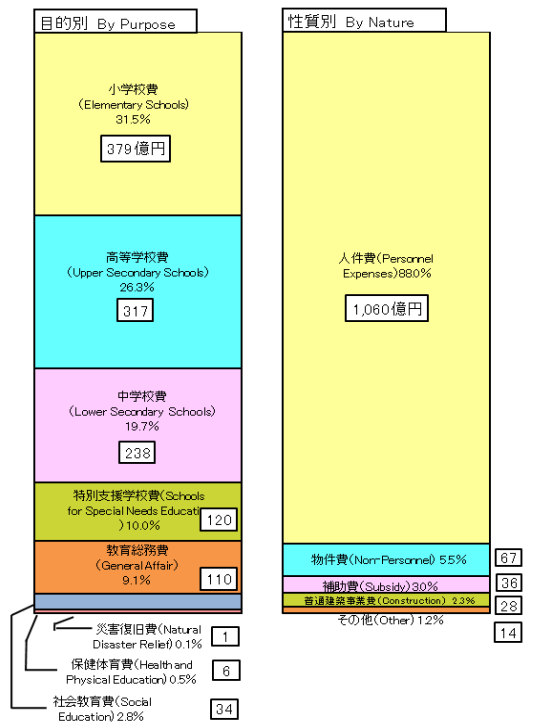 目的別 By Purpose
小学校費
(Elementary Schools)
31.5%
379億円
高等学校費
(Upper Secondary Schools)
26.3%
317
中学校費
(Lower Secondary Schools)
19.7%
238
特別支援学校費(Schools
for Special Needs Educati
)10.0%
120
教育総務費
(General Affair)
9.1%
110
災害復旧費(Natural
Disaster Relief) 0.1%
1
保健体育費(Health and
Physical Education) 0.5%
6
社会教育費(Social
Education) 2.8%
34
性質別 By Nature
人件費(Personnel
Expenses)88.0%
1,060億円
物件費(Non-Personnel) 5.5%
67
補助費(Subsidy)3.0%
36
普通建築事業費(Construction) 2.3%
28
その他(Other) 1.2%
14